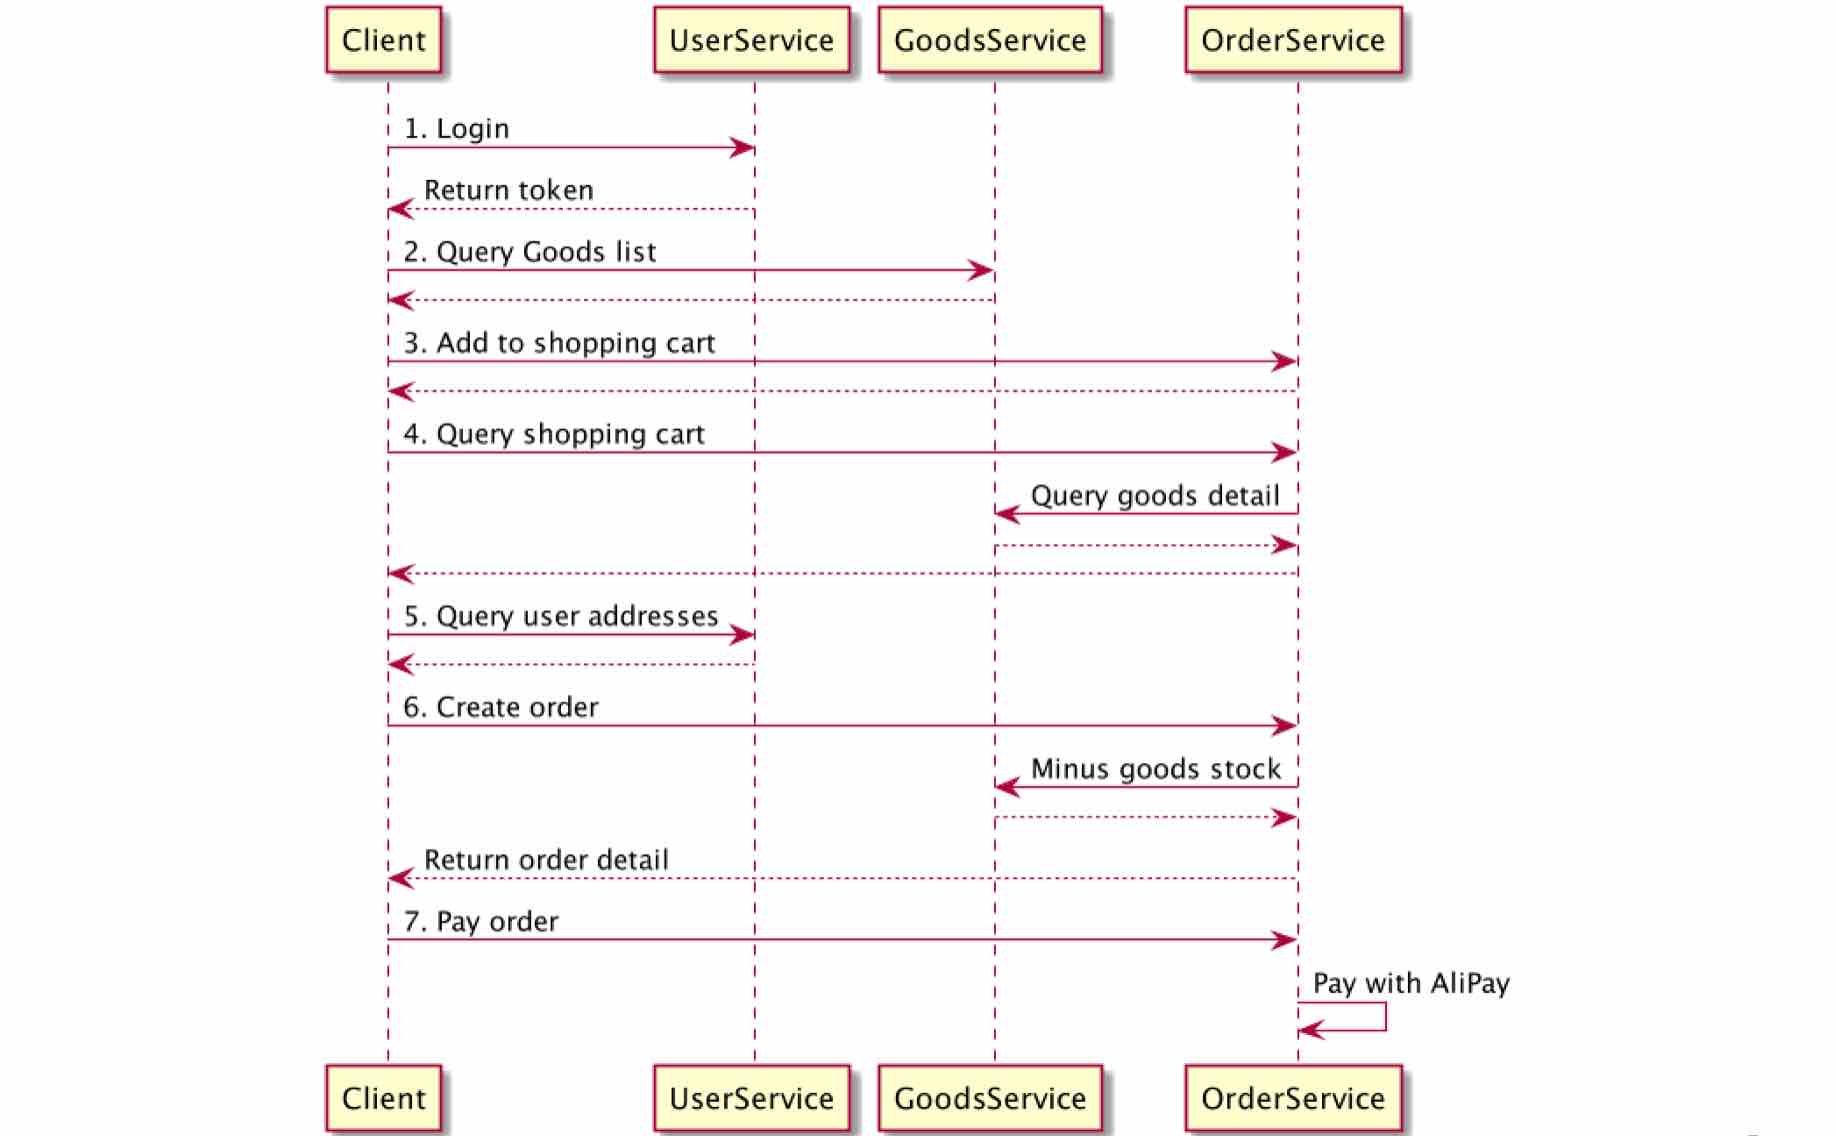 Client
UserService
GoodsService
OrderService
1. Login
Return token
2. Query Goods list
3. Add to shopping cart
4. Query shopping cart
Query goods detail
5. Query user addresses
6. Create order
Minus goods stock
Return order detail
7. Pay order
Pay with AliPay
Client
UserService
GoodsService
OrderService